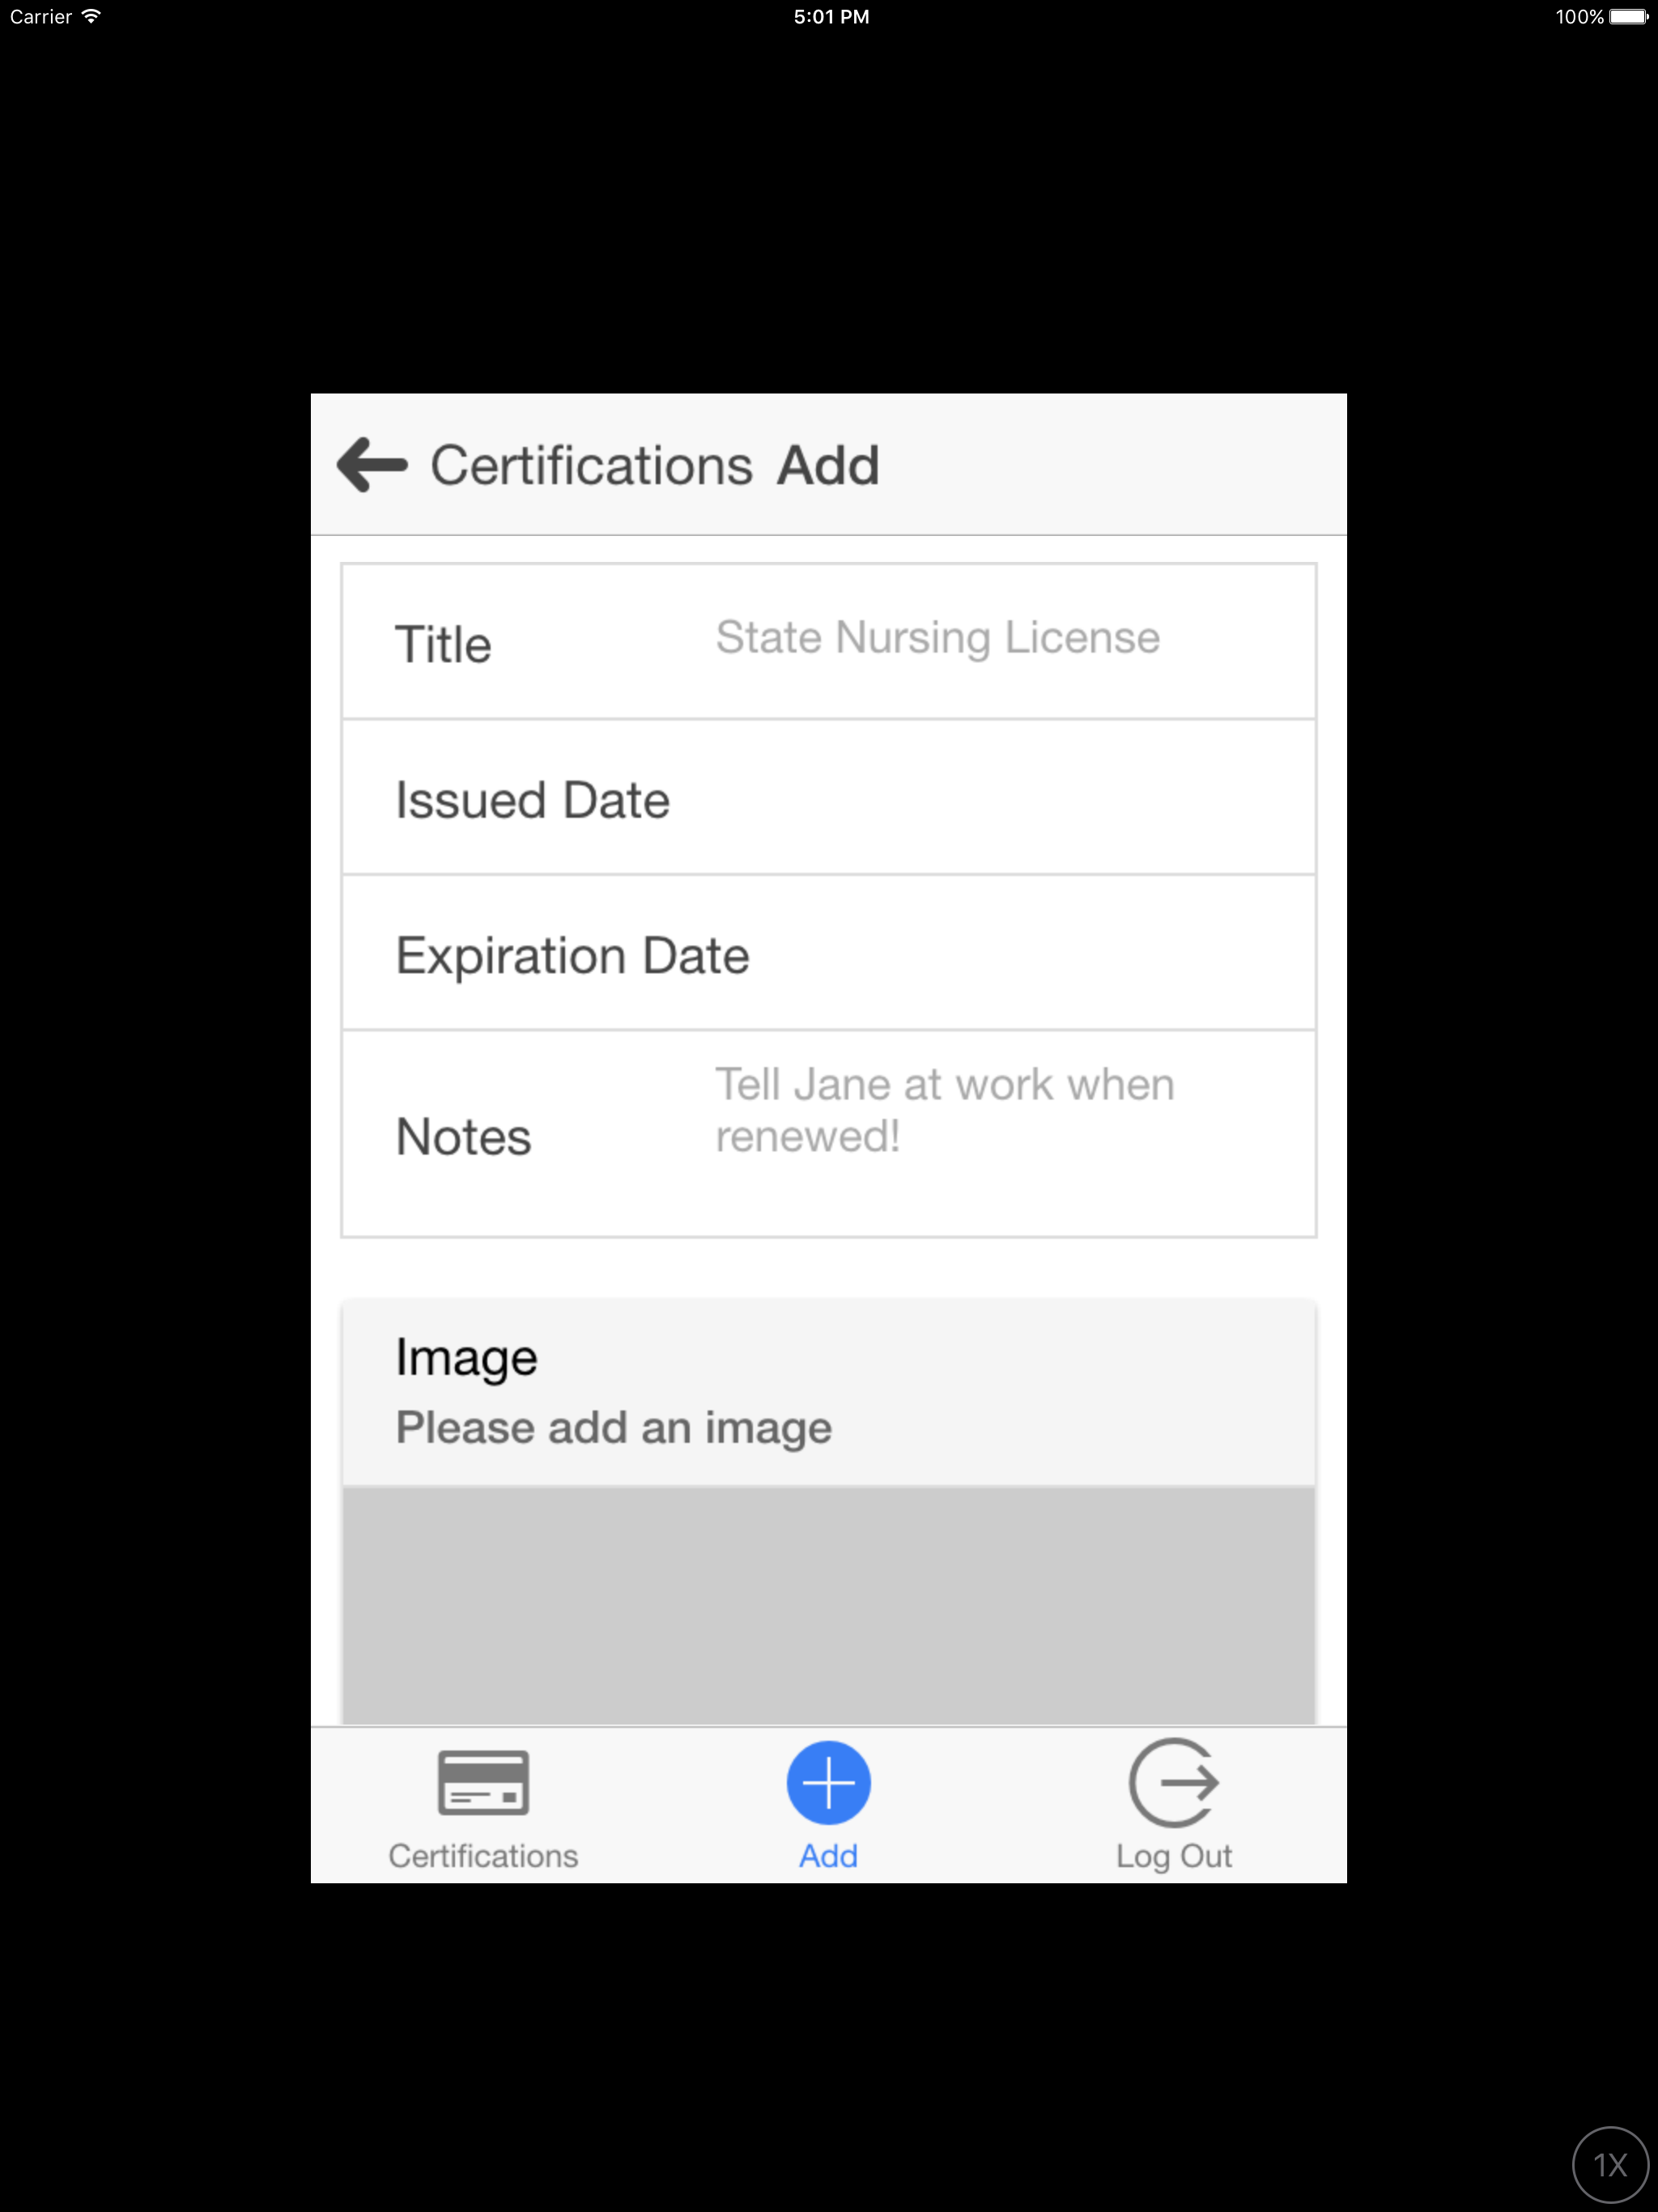 Carrier 5:01 PM 100%
Certifications Add
Title State Nursing License
Issued Date
Expiration Date
Notes Tell Jane at work when
renewed!
Image
Please add an image
Certifications Add Log Out
1X